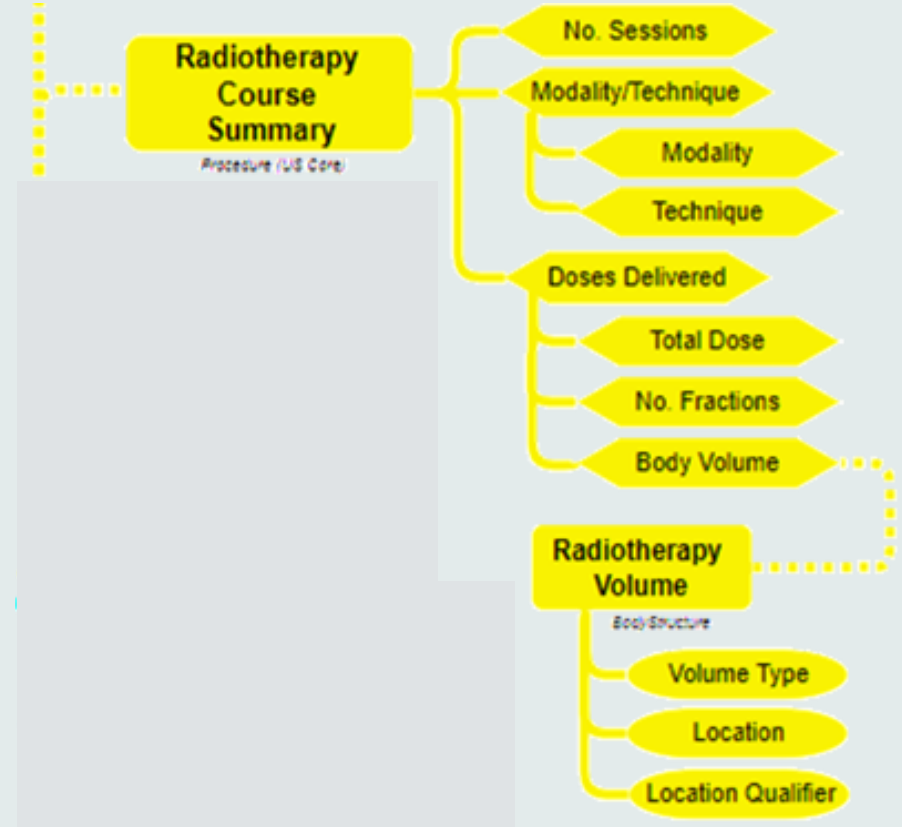 Radiotherapy
Course
Summary
Procedure (US Core)
No. Sessions
Modality/Technique
Modality
Technique
Doses Delivered
Total Dose
No. Fractions
Body Volume
Radiotherapy
Volume
BodyStructure
Volume Type
Location
Location Qualifier